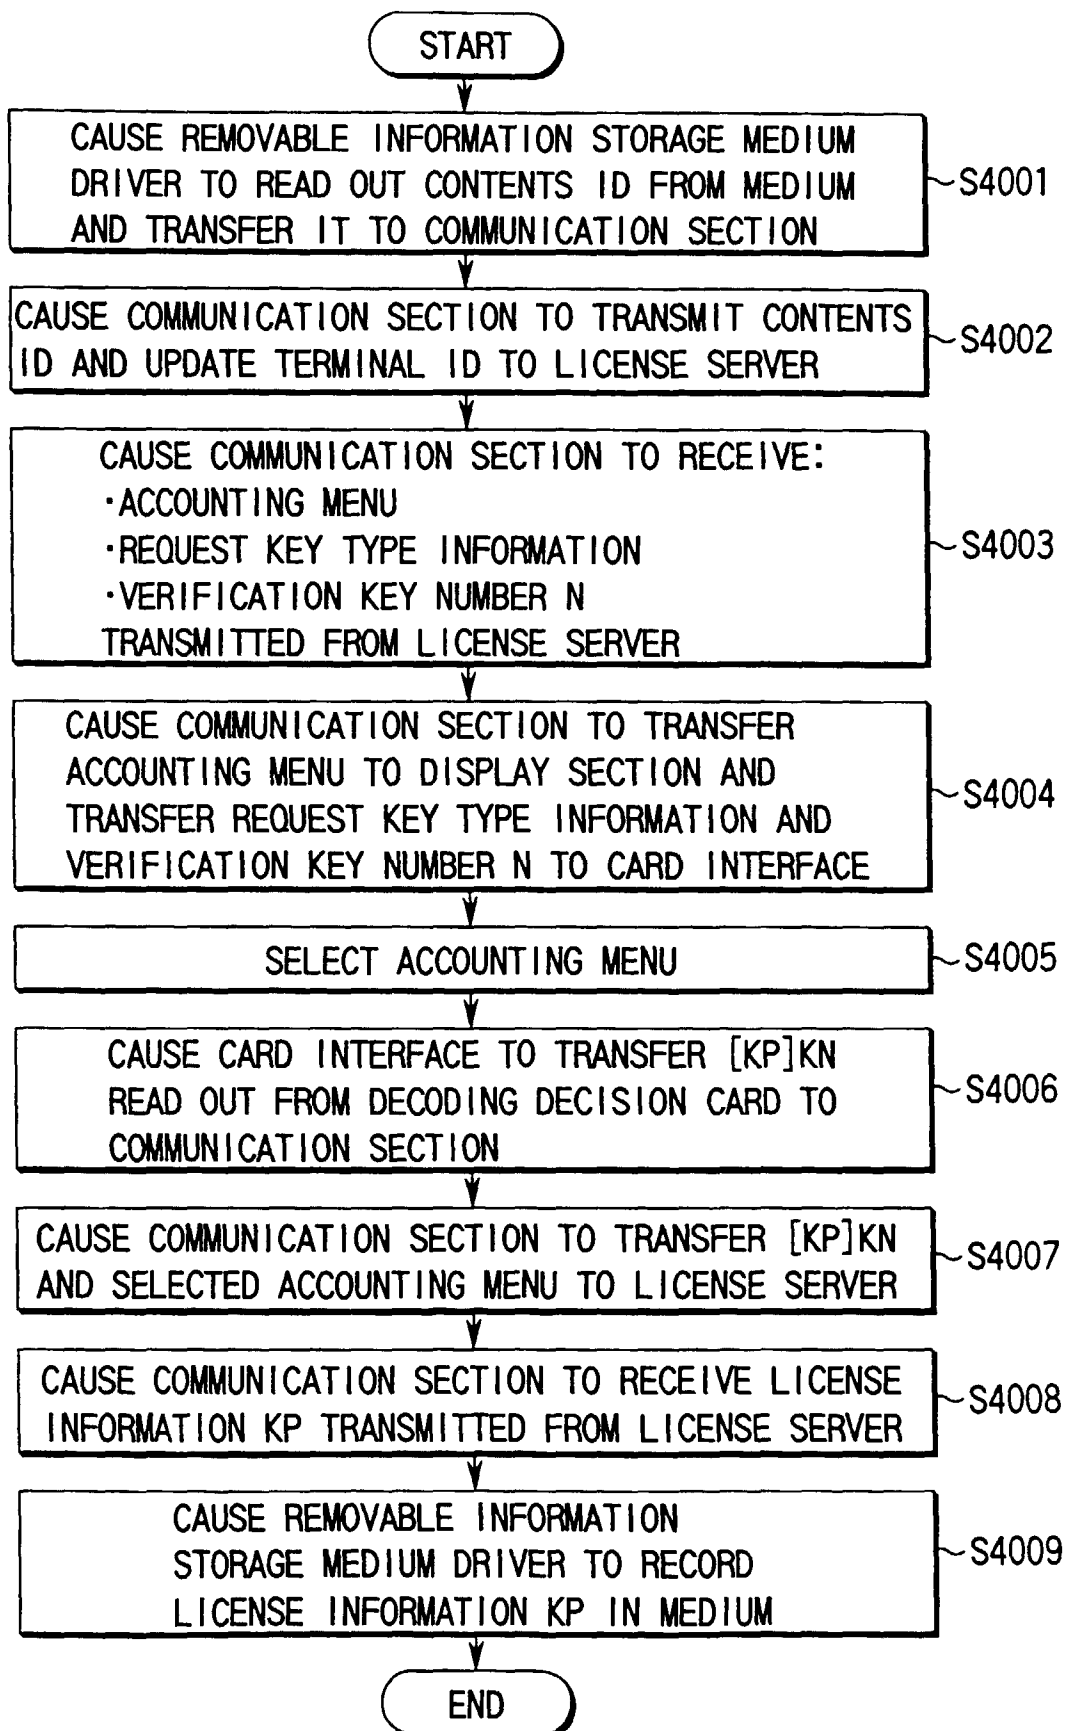 START
CAUSE REMOVABLE INFORMATION STORAGE MEDIUM
DRIVER TO READ OUT CONTENTS ID FROM MEDIUM
AND TRANSFER IT TO COMMUNICATION SECTION
S4001
CAUSE COMMUNICATION SECTION TO TRANSMIT CONTENTS
ID AND UPDATE TERMINAL ID TO LICENSE SERVER
S4002
CAUSE COMMUNICATION SECTION TO RECEIVE:
·ACCOUNTING MENU
·REQUEST KEY TYPE INFORMATION
·VERIFICATION KEY NUMBER N
TRANSMITTED FROM LICENSE SERVER
S4003
CAUSE COMMUNICATION SECTION TO TRANSFER
ACCOUNTING MENU TO DISPLAY SECTION AND
TRANSFER REQUEST KEY TYPE INFORMATION AND
VERIFICATION KEY NUMBER N TO CARD INTERFACE
S4004
SELECT ACCOUNTING MENU
S4005
CAUSE CARD INTERFACE TO TRANSFER [KP]KN
READ OUT FROM DECODING DECISION CARD TO
COMMUNICATION SECTION
S4006
CAUSE COMMUNICATION SECTION TO TRANSFER [KP]KN
AND SELECTED ACCOUNTING MENU TO LICENSE SERVER
S4007
CAUSE COMMUNICATION SECTION TO RECEIVE LICENSE
INFORMATION KP TRANSMITTED FROM LICENSE SERVER
S4008
CAUSE REMOVABLE INFORMATION
STORAGE MEDIUM DRIVER TO RECORD
LICENSE INFORMATION KP IN MEDIUM
S4009
END